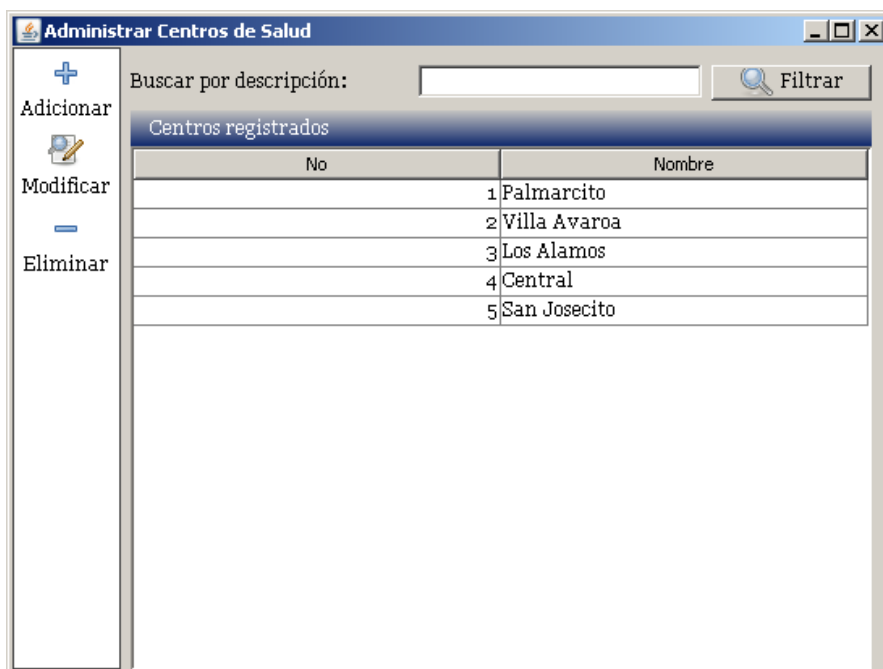 Administrar Centros de Salud
Adicionar
Modificar
Eliminar
Buscar por descripción:
Filtrar
Centros registrados
No Nombre
1 Palmarcito
2 Villa Avaroa
3 Los Alamos
4 Central
5 San Josecito